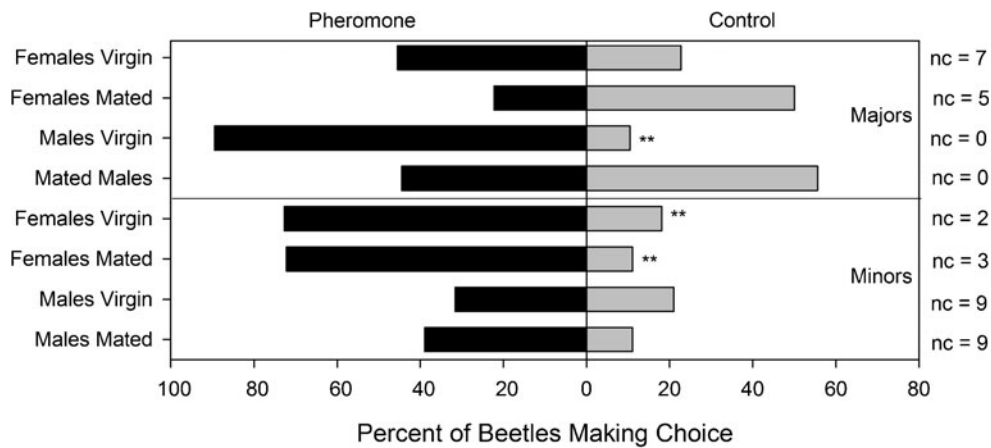 Pheromone Control
Females Virgin nc = 7
Females Mated nc = 5
Majors
Males Virgin ** nc = 0
Mated Males nc = 0
Females Virgin ** nc = 2
Females Mated ** nc = 3
Minors
Males Virgin nc = 9
Males Mated nc = 9
100 80 60 40 20 0 20 40 60 80
Percent of Beetles Making Choice